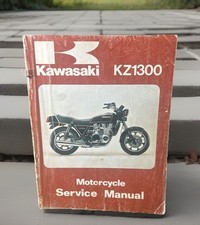 Kawasaki KZ1300
Motorcycle
Service Manual